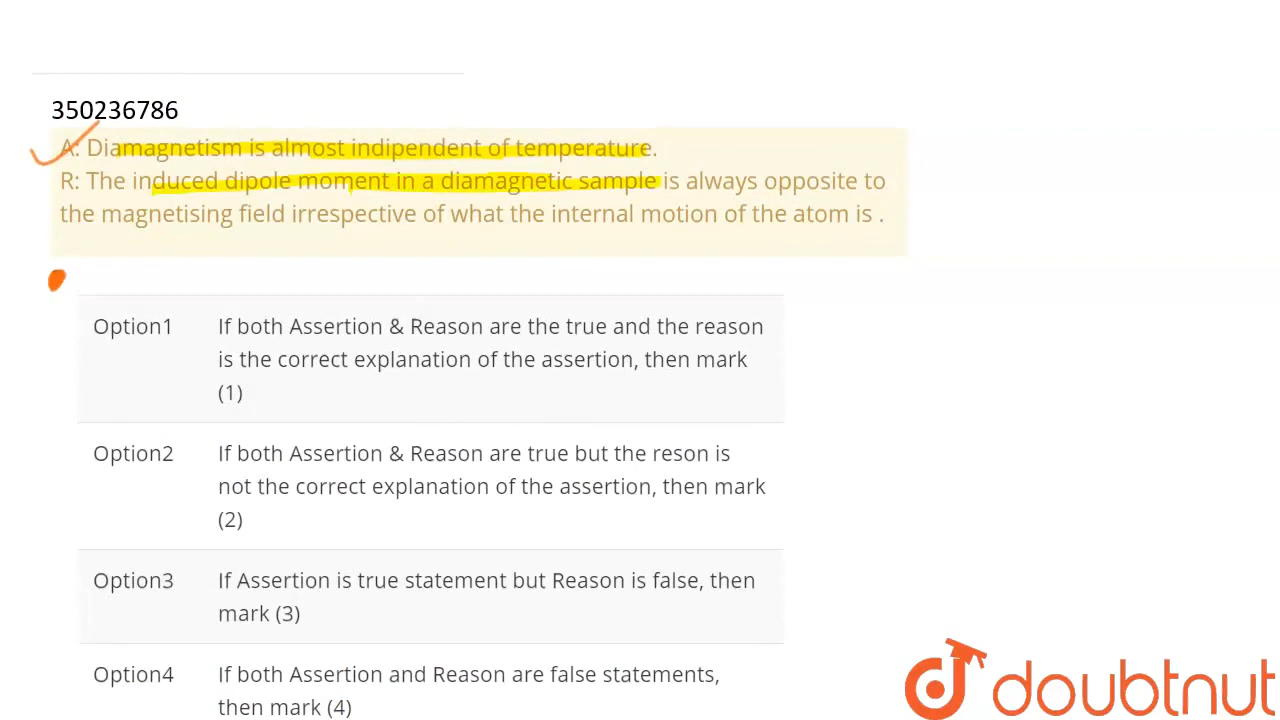 350236786
A: Diamagnetism is almost indipendent of temperature.
R: The induced dipole moment in a diamagnetic sample is always opposite to
the magnetising field irrespective of what the internal motion of the atom is .
Option1 If both Assertion & Reason are the true and the reason
is the correct explanation of the assertion, then mark
(1)
Option2 If both Assertion & Reason are true but the reson is
not the correct explanation of the assertion, then mark
(2)
Option3 If Assertion is true statement but Reason is false, then
mark (3)
Option4 If both Assertion and Reason are false statements,
then mark (4)
doubtnut